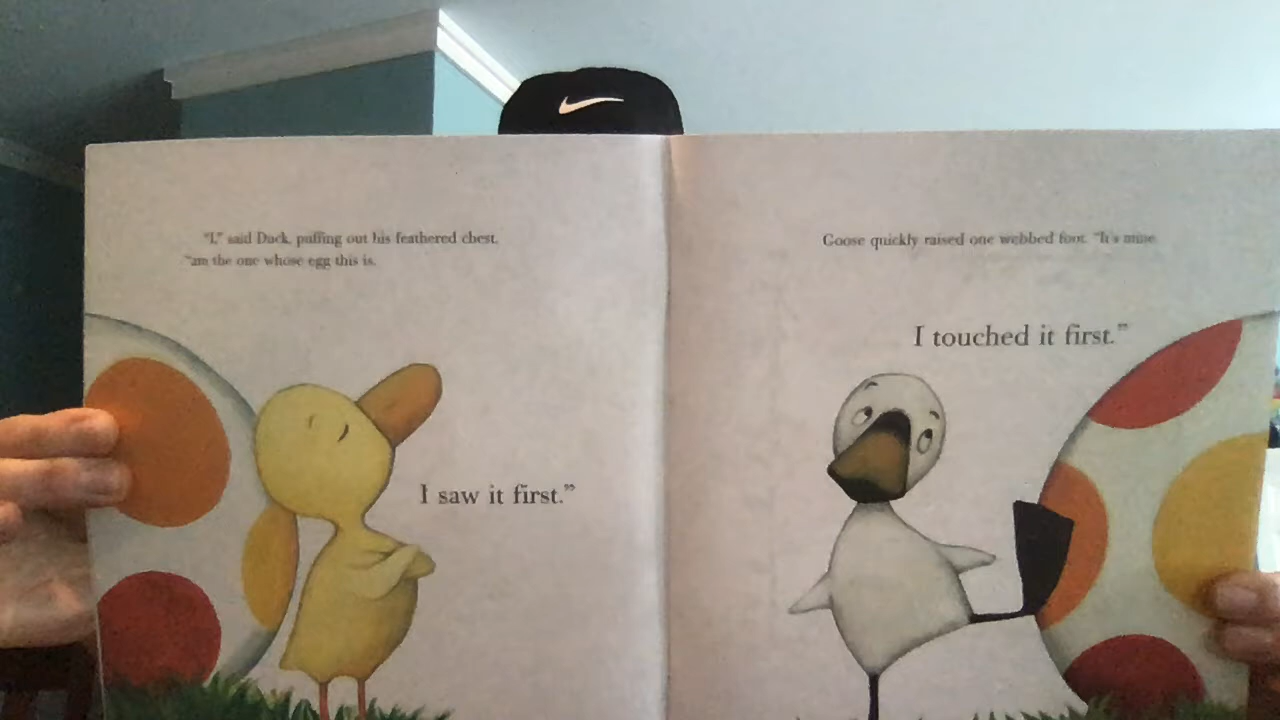 "I," said Duck, puffing out his feathered chest.
"am the one whose egg this is.
I saw it first."
Goose quickly raised one webbed foot. "It's mine
I touched it first."